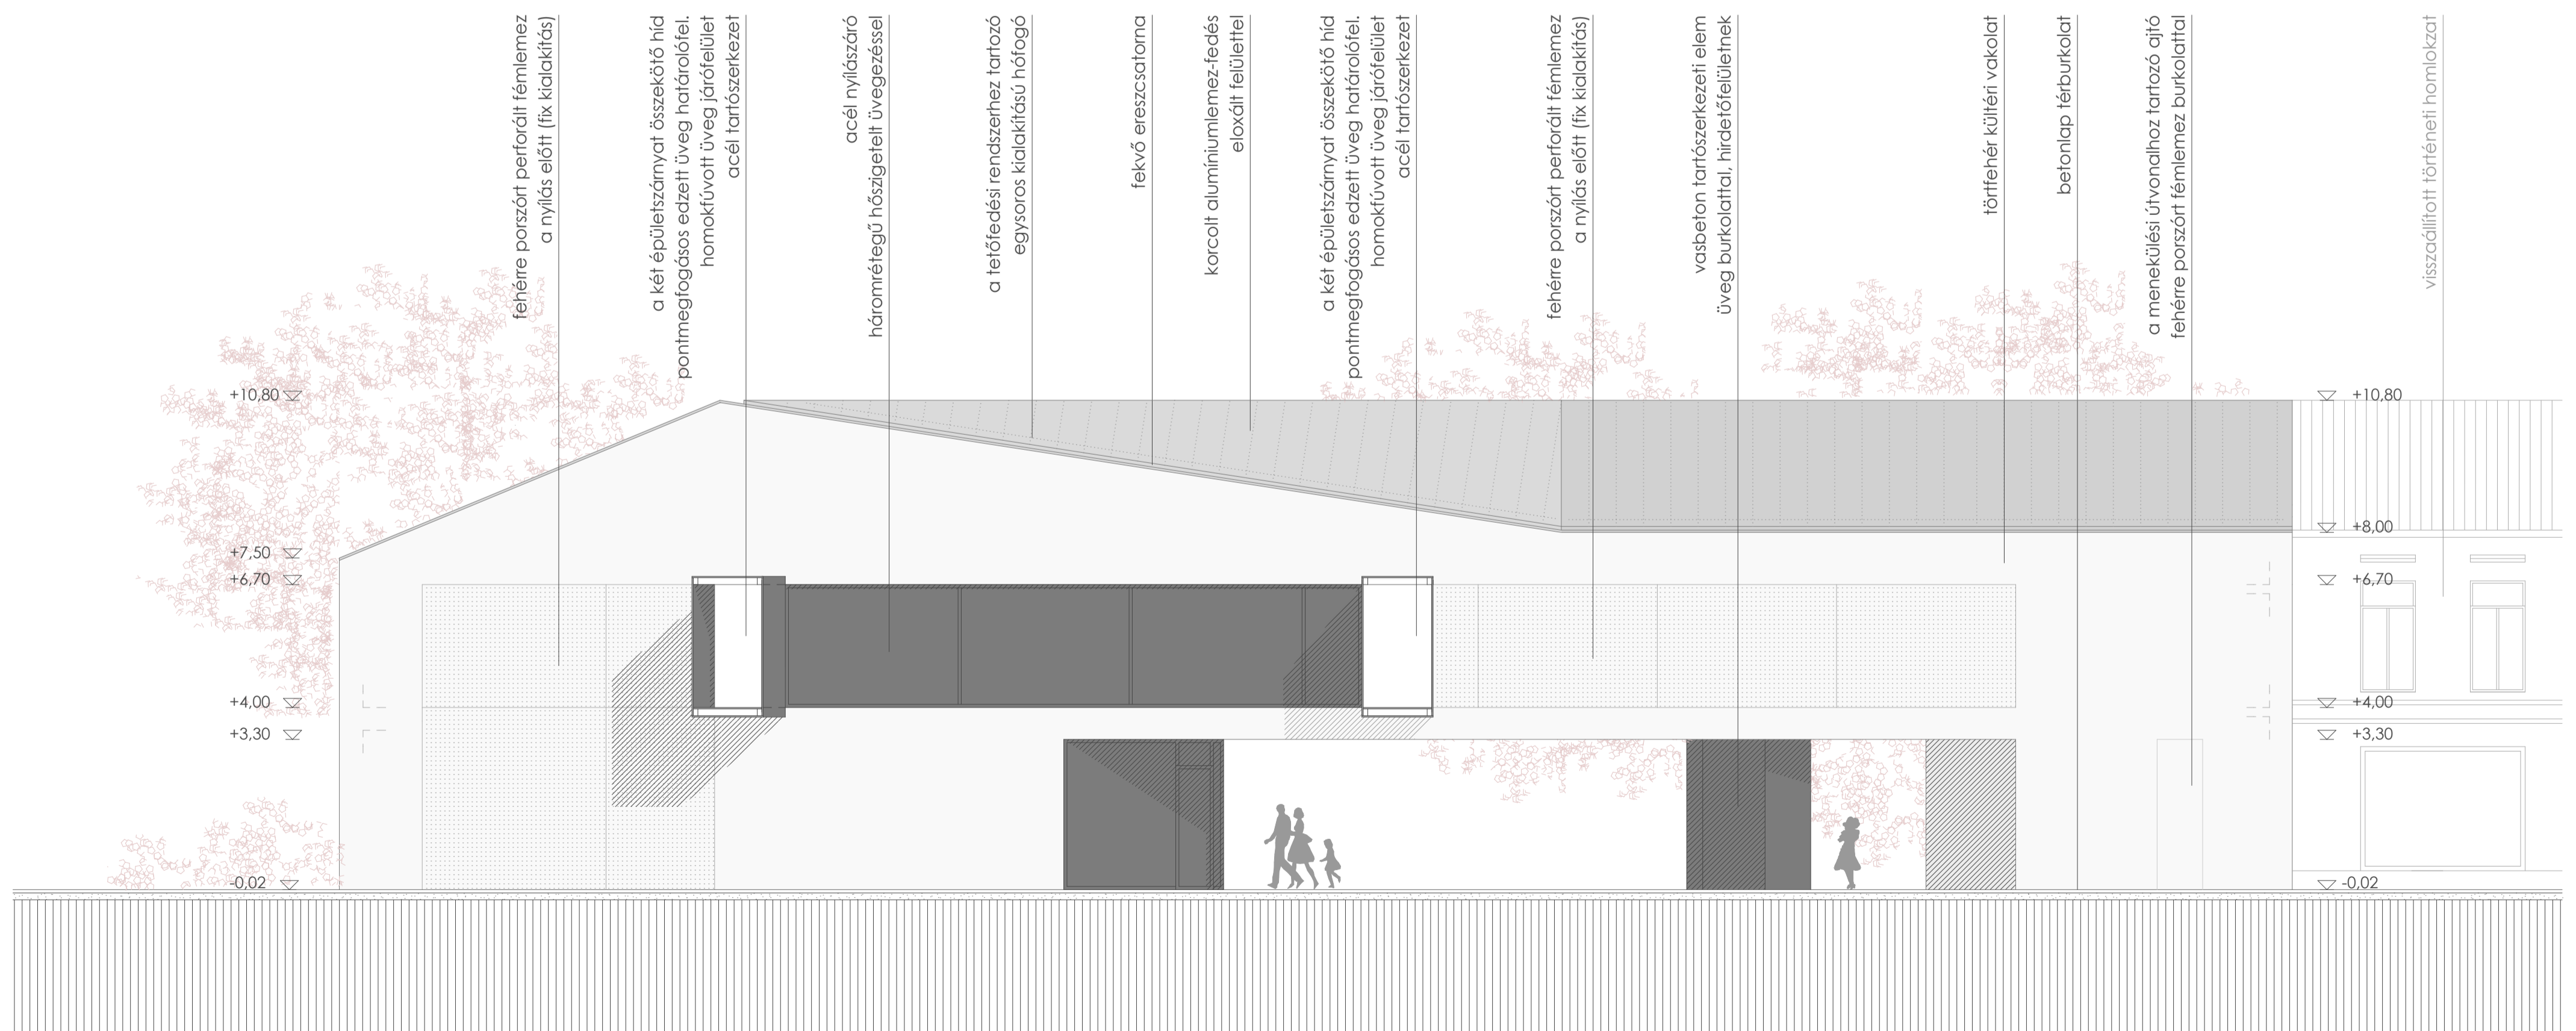 fehérre porszórt perforált fémlemez
a nyílás előtt (fix kialakítás)
a két épületszárnyat összekötő híd
pontmegfogásos edzett üveg határolófel.
homokfúvott üveg járófelület
acél tartószerkezet
acél nyílászáró
háromrétegű hőszigetelt üvegezéssel
a tetőfedési rendszerhez tartozó
egysoros kialakítású hófogó
fekvő ereszcsatorna
korcolt alumíniumlemez-fedés
eloxált felülettel
a két épületszárnyat összekötő híd
pontmegfogásos edzett üveg határolófel.
homokfúvott üveg járófelület
acél tartószerkezet
fehérre porszórt perforált fémlemez
a nyílás előtt (fix kialakítás)
vasbeton tartószerkezeti elem
üveg burkolattal, hirdetőfelületnek
törtfehér kültéri vakolat
betonlap térburkolat
a menekülési útvonalhoz tartozó ajtó
fehérre porszórt fémlemez burkolattal
visszaállított történeti homlokzat
+10,80
+7,50
+6,70
+4,00
+3,30
-0,02
+10,80
+8,00
+6,70
+4,00
+3,30
-0,02